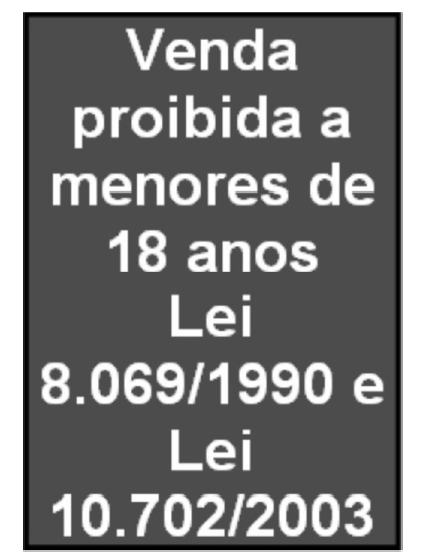 Venda
proibida a
menores de
18 anos
Lei
8.069/1990 e
Lei
10.702/2003